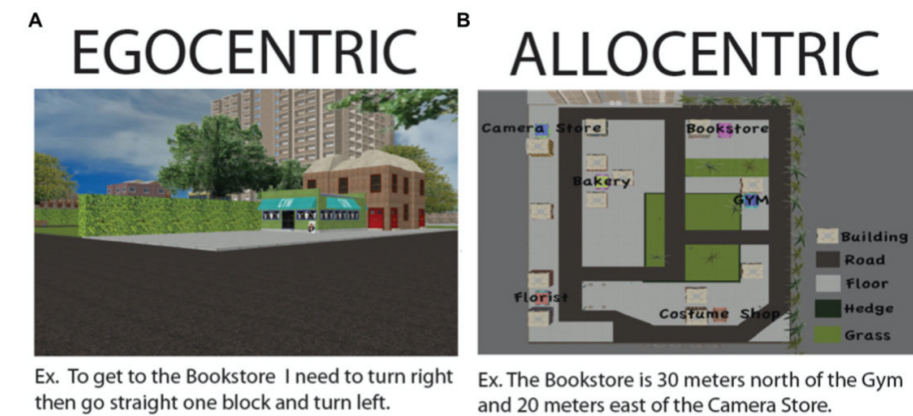 A
EGOCENTRIC
GYM
Ex. To get to the Bookstore I need to turn right
then go straight one block and turn left.
B
ALLOCENTRIC
Camera Store
Bookstore
Bakery
GYM
Florist
Costume Shop
Building
Road
Floor
Hedge
Grass
Ex. The Bookstore is 30 meters north of the Gym
and 20 meters east of the Camera Store.